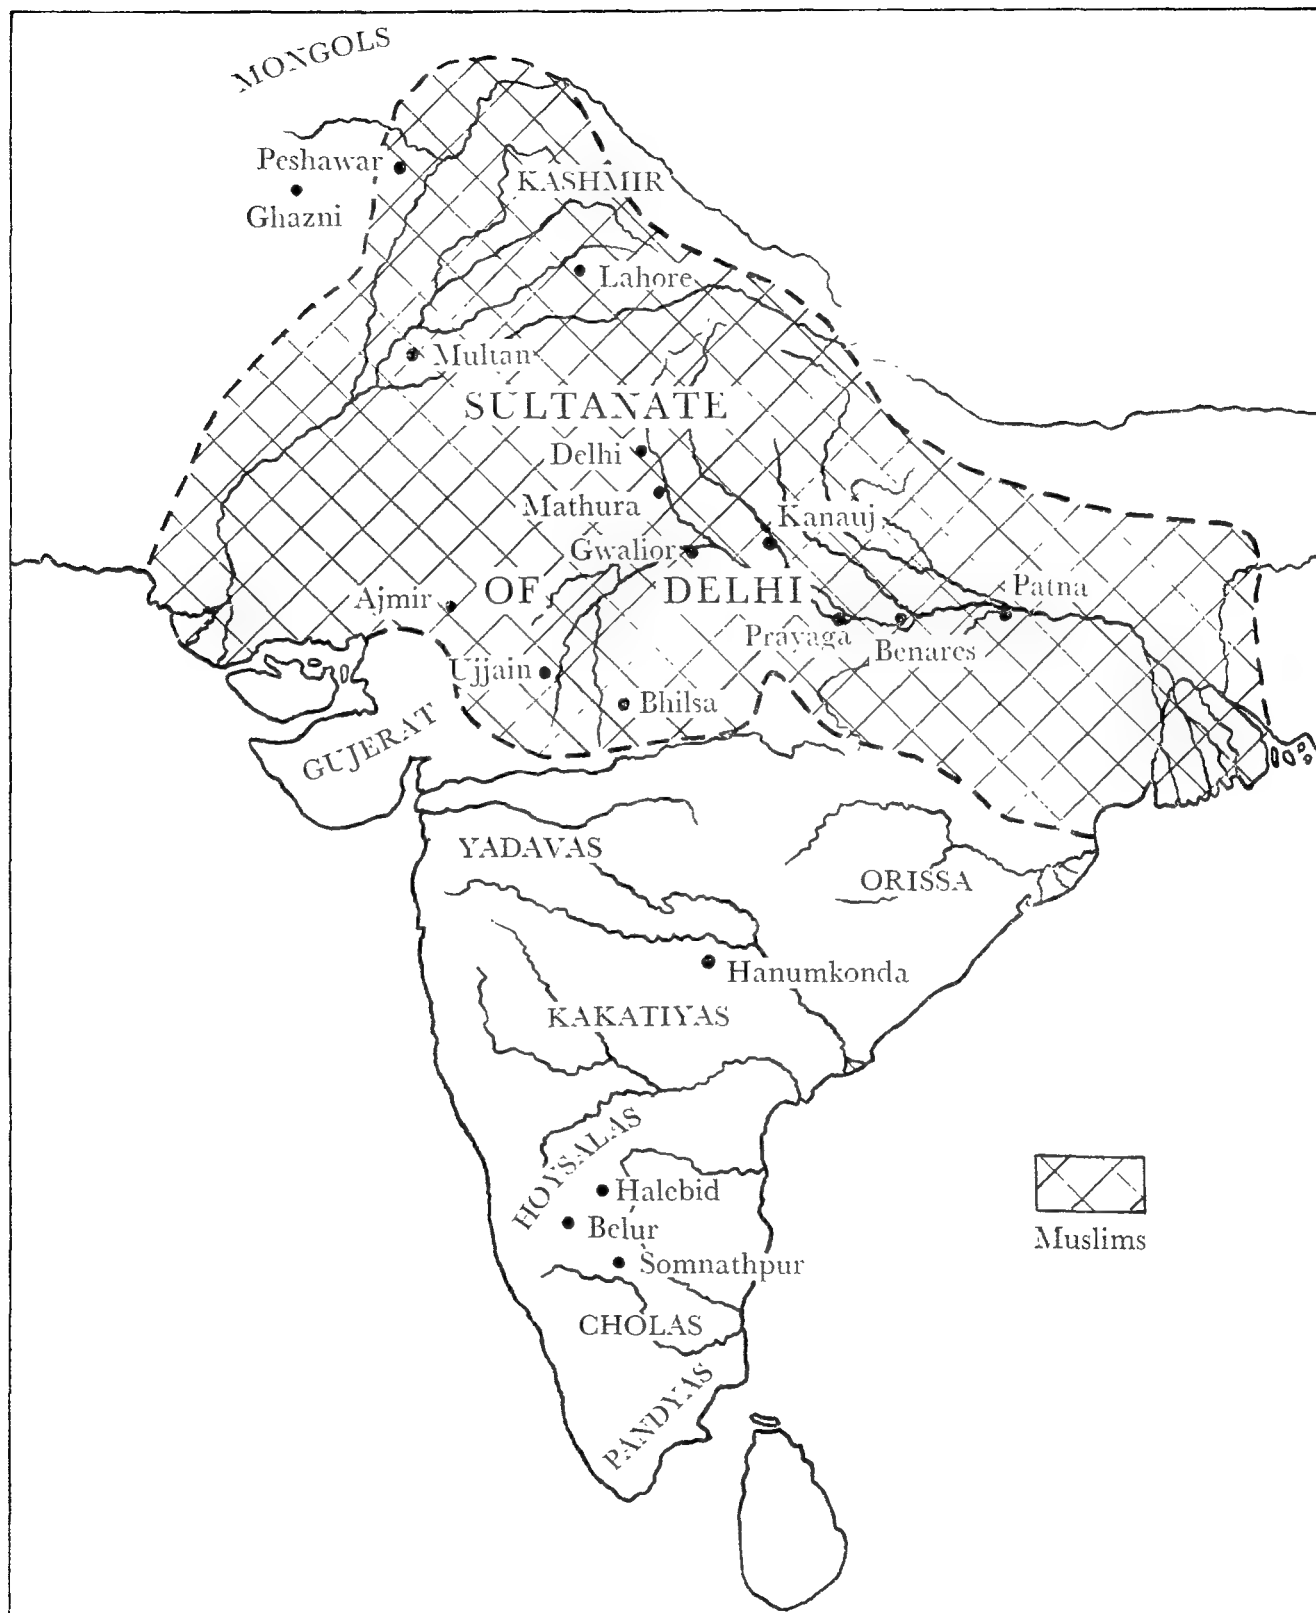 MONGOLS
Peshawar
KASHMIR
Ghazni
Lahore
Multan
SULTANATE
Delhi
Mathura
Kanauj
Gwalior
Ajmir
OF
DELHI
Patna
Prayaga
Benares
Ujjain
Bhilsa
GUJERAT
YADAVAS
ORISSA
Hanumkonda
KAKATIYAS
HOYSALAS
Halebid
Belur
Somnathpur
Muslims
CHOLAS
PANDYAS